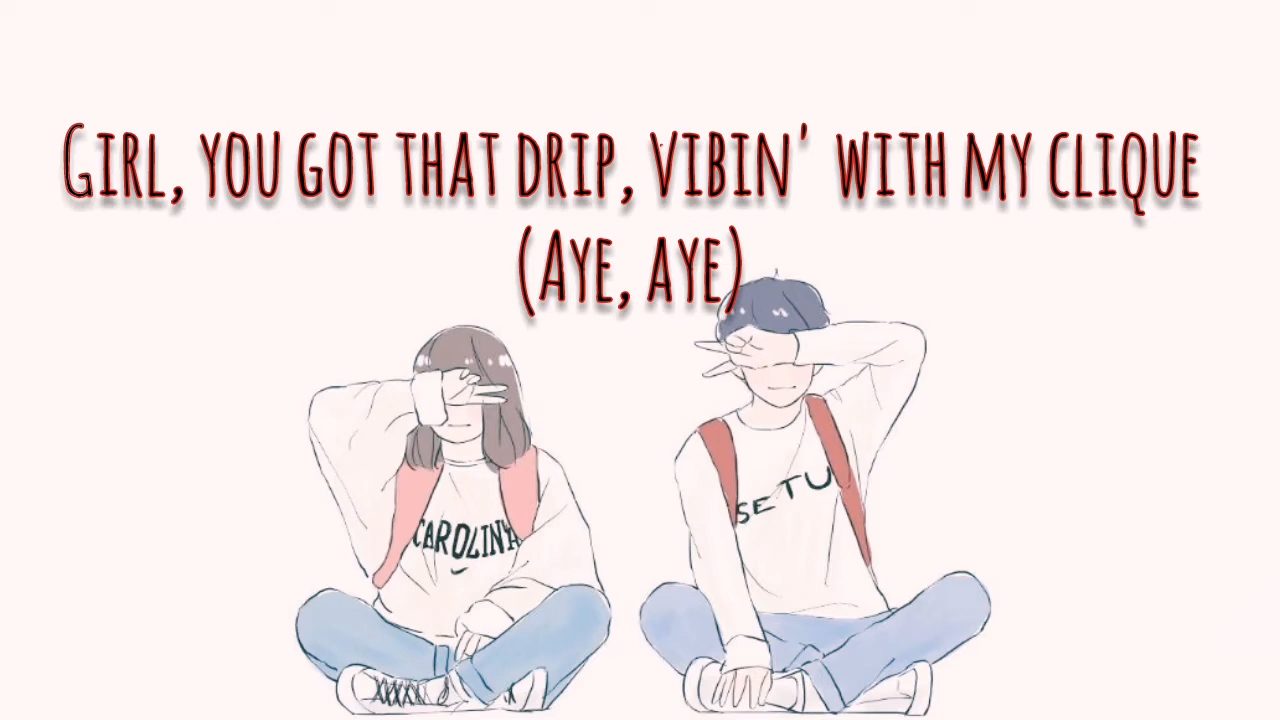 Girl, you got that drip, vibin' with my clique
(Aye, aye)
SETU
CAROLINA